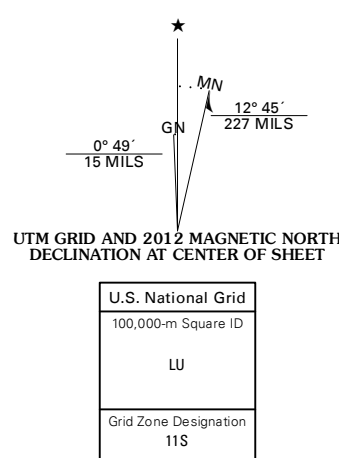 ★
MN
GN
12° 45´
227 MILS
0° 49´
15 MILS
UTM GRID AND 2012 MAGNETIC NORTH
DECLINATION AT CENTER OF SHEET
U.S. National Grid
100,000-m Square ID
LU
Grid Zone Designation
11S